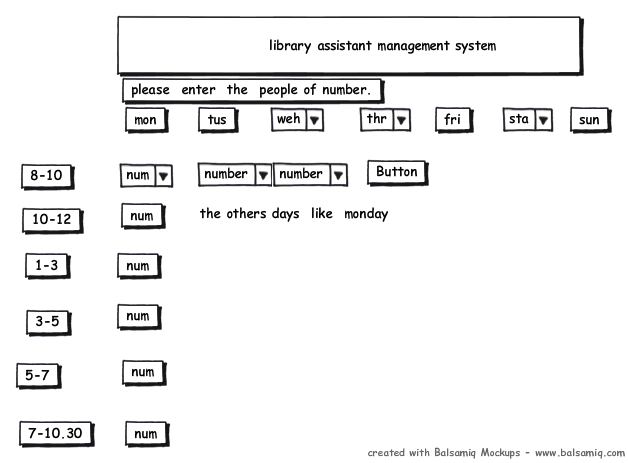 library assistant management system
please enter the people of number.
mon tus weh thr fri sta sun
8-10 num number number Button
10-12 num the others days like monday
1-3 num
3-5 num
5-7 num
7-10.30 num
created with Balsamiq Mockups - www.balsamiq.com